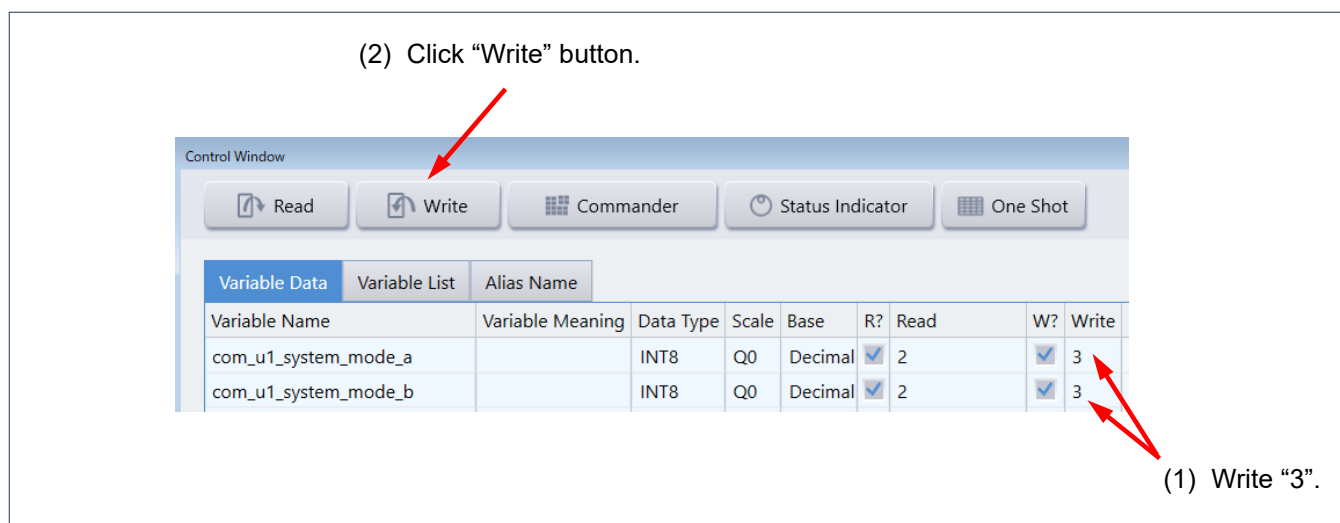 (2) Click “Write” button.
Control Window
Read Write Commander Status Indicator One Shot
Variable Data Variable List Alias Name
Variable Name Variable Meaning Data Type Scale Base R? Read W? Write
com_u1_system_mode_a INT8 Q0 Decimal 2 3
com_u1_system_mode_b INT8 Q0 Decimal 2 3
(1) Write “3”.